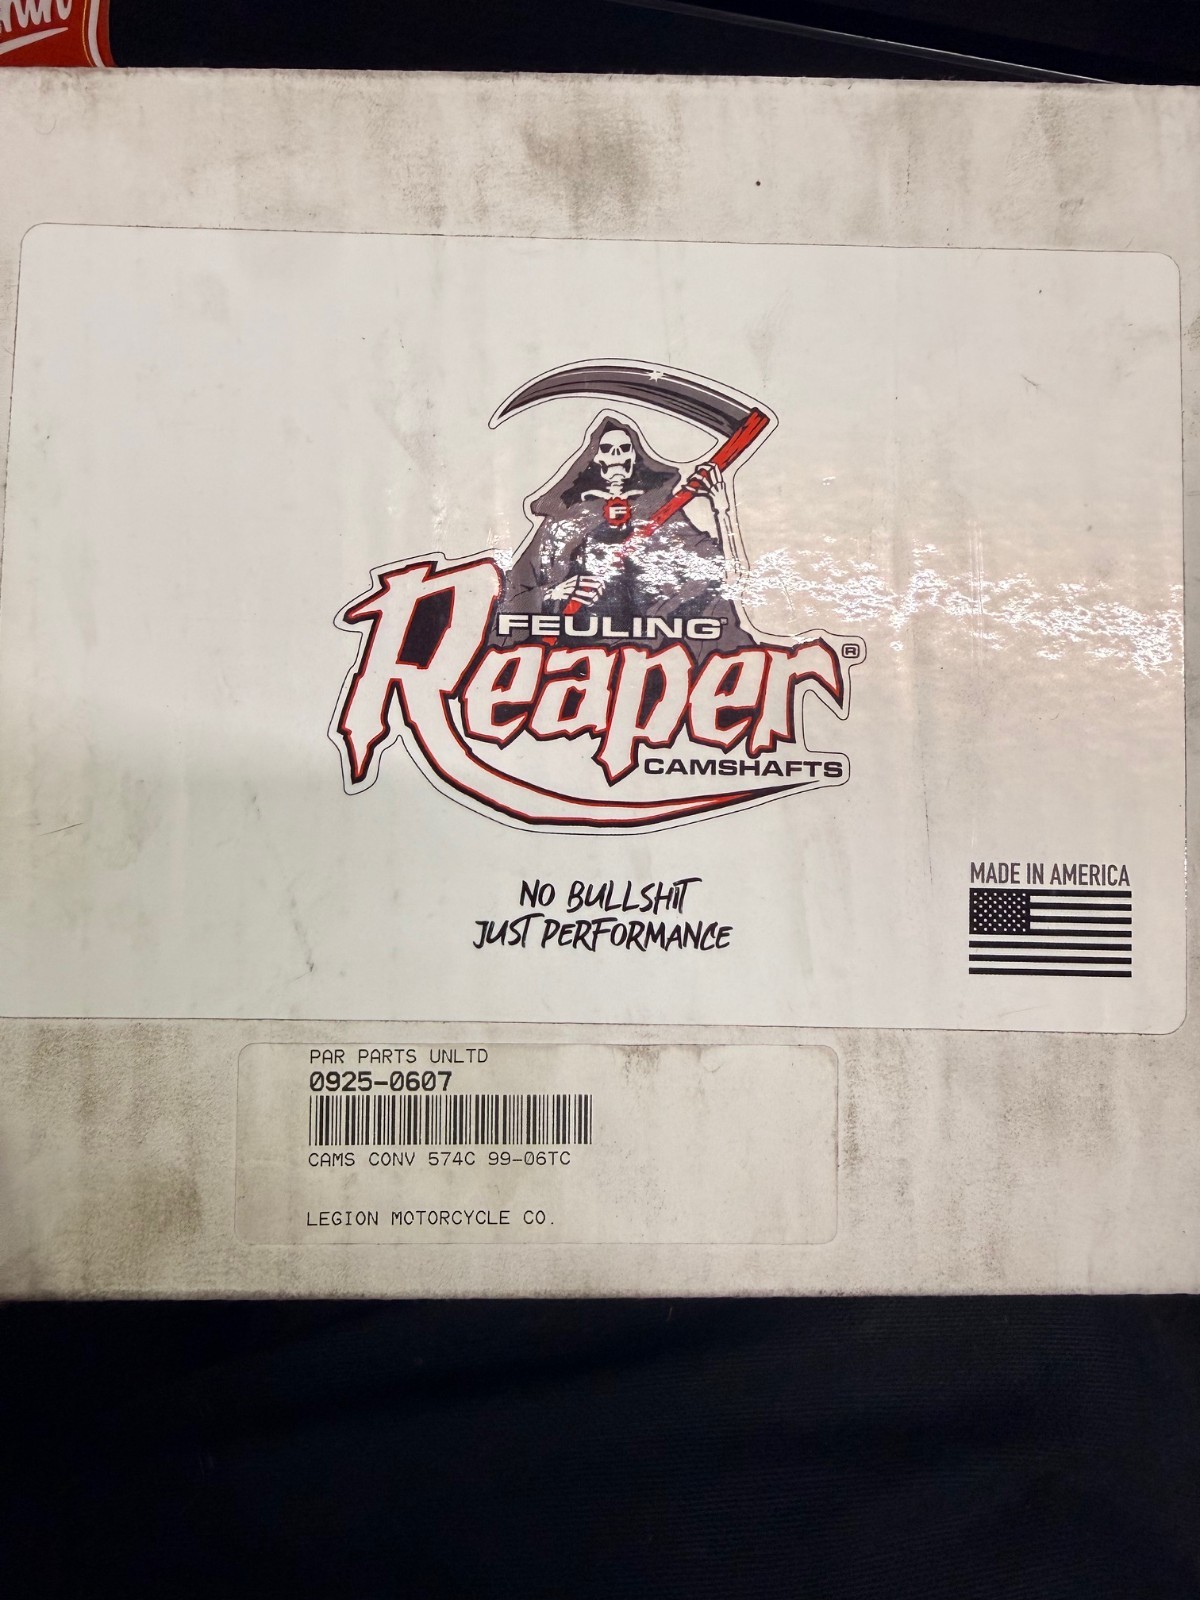 F
FEULING
Reaper®
CAMSHAFTS
NO BULLSHIT
JUST PERFORMANCE
MADE IN AMERICA
PAR PARTS UNLTD
0925-0607
CAMS CONV 574C 99-06TC
LEGION MOTORCYCLE CO.